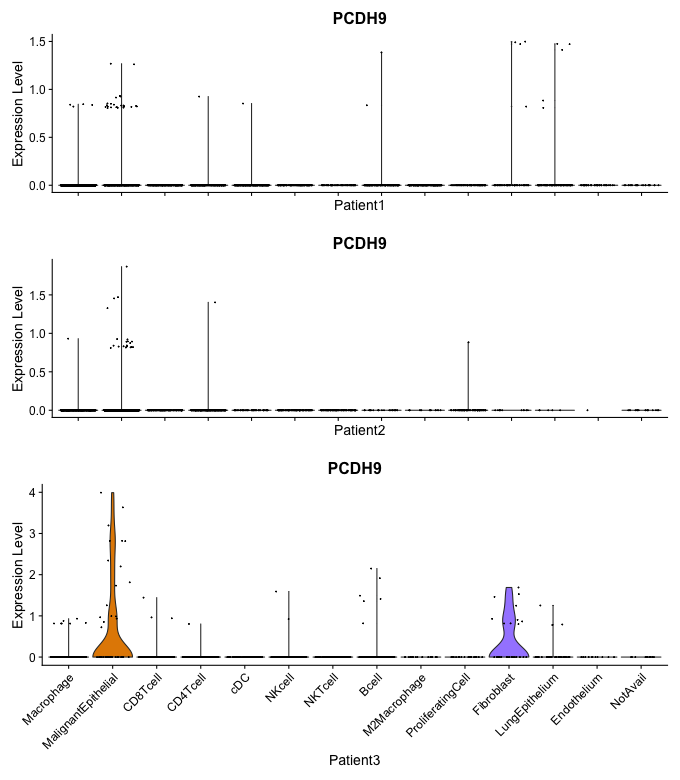 PCDH9
Expression Level
1.5
1.0
0.5
0.0
Patient1
PCDH9
Expression Level
1.5
1.0
0.5
0.0
Patient2
PCDH9
Expression Level
4
3
2
1
0
Macrophage
MalignantEpithelial
CD8Tcell
CD4Tcell
cDC
NKcell
NKTcell
Bcell
M2Macrophage
ProliferatingCell
Fibroblast
LungEpithelium
Endothelium
NotAvail
Patient3